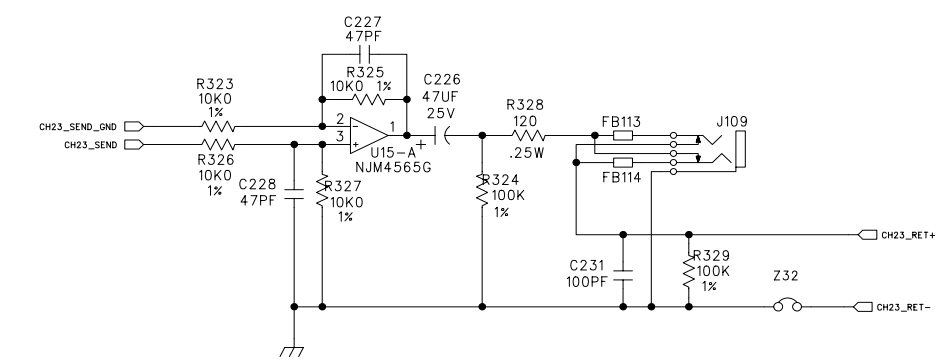 C227
47PF
R325
10K0 1%
R323
10K0
1%
C226
47UF
25V
R328
120
.25W
FB113
J109
CH23_SEND_GND
CH23_SEND
2
3
1
-
+
+
U15-A
NJM4565G
R326
10K0
1%
C228
47PF
R327
10K0
1%
R324
100K
1%
FB114
CH23_RET+
C231
100PF
R329
100K
1%
Z32
CH23_RET-